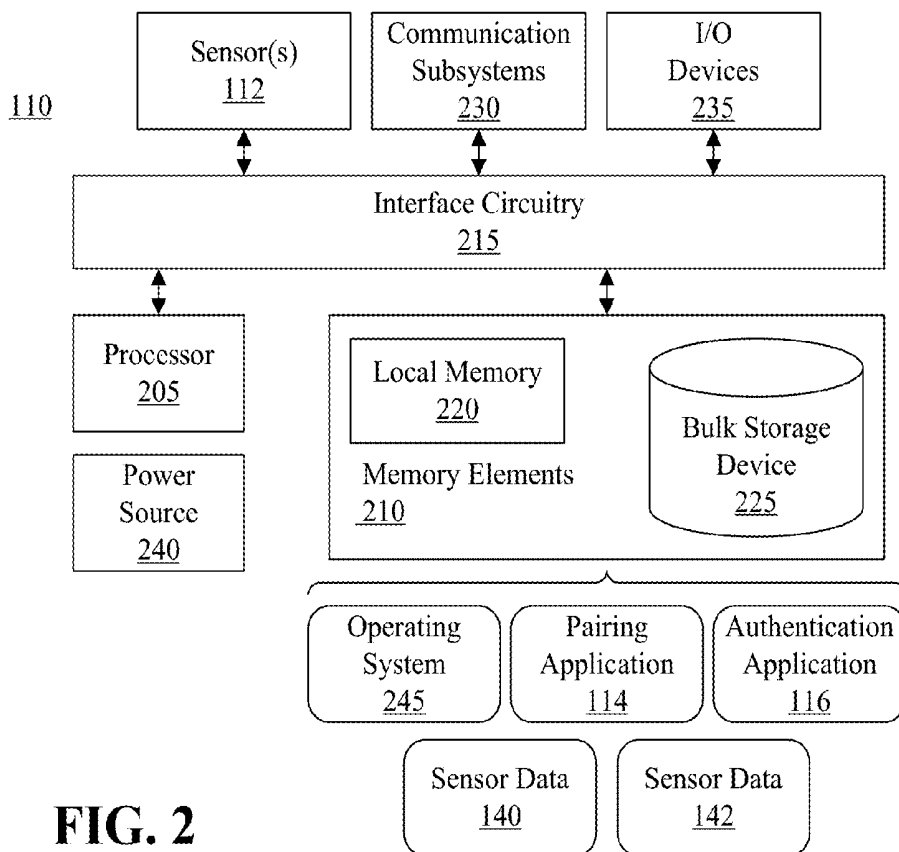 110
Sensor(s)
112
Communication
Subsystems
230
I/O
Devices
235
Interface Circuitry
215
Processor
205
Power
Source
240
Local Memory
220
Memory Elements
210
Bulk Storage
Device
225
Operating
System
245
Pairing
Application
114
Authentication
Application
116
Sensor Data
140
Sensor Data
142
FIG. 2